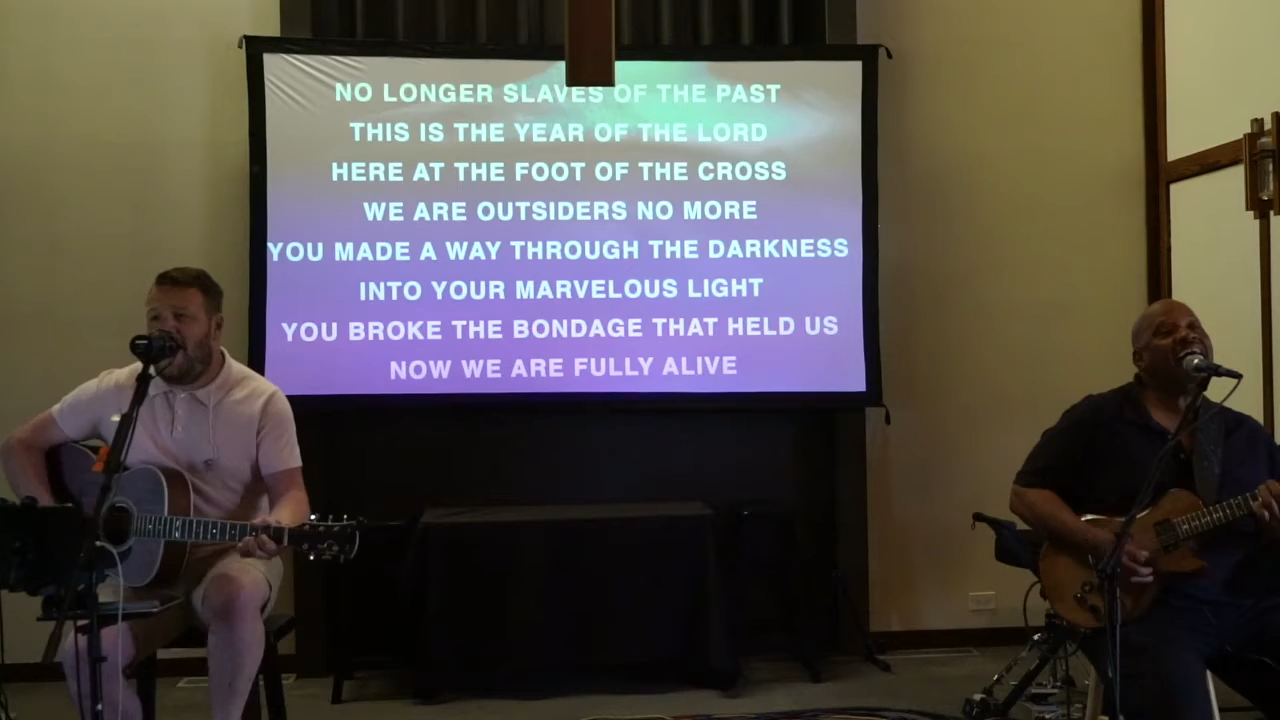 NO LONGER SLAVES OF THE PAST
THIS IS THE YEAR OF THE LORD
HERE AT THE FOOT OF THE CROSS
WE ARE OUTSIDERS NO MORE
YOU MADE A WAY THROUGH THE DARKNESS
INTO YOUR MARVELOUS LIGHT
YOU BROKE THE BONDAGE THAT HELD US
NOW WE ARE FULLY ALIVE